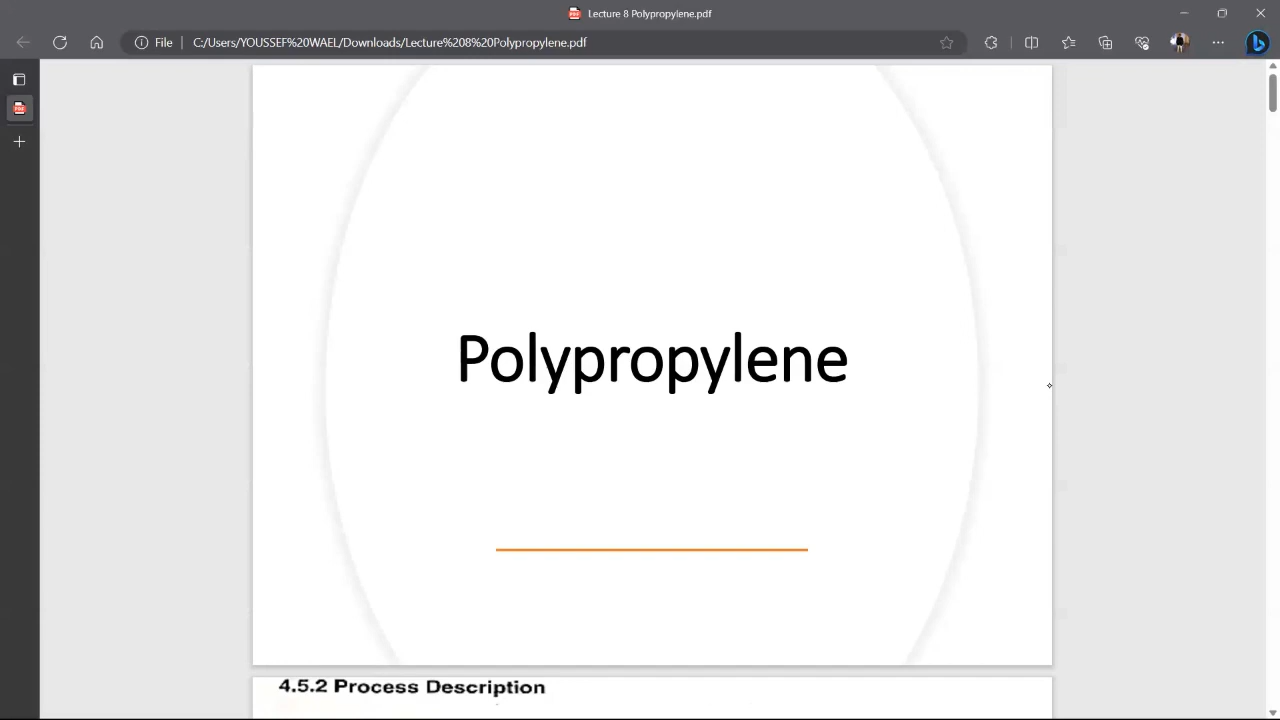 Lecture 8 Polypropylene.pdf
File
C:/Users/YOUSSEF%20WAEL/Downloads/Lecture%208%20Polypropylene.pdf
Polypropylene
4.5.2 Process Description